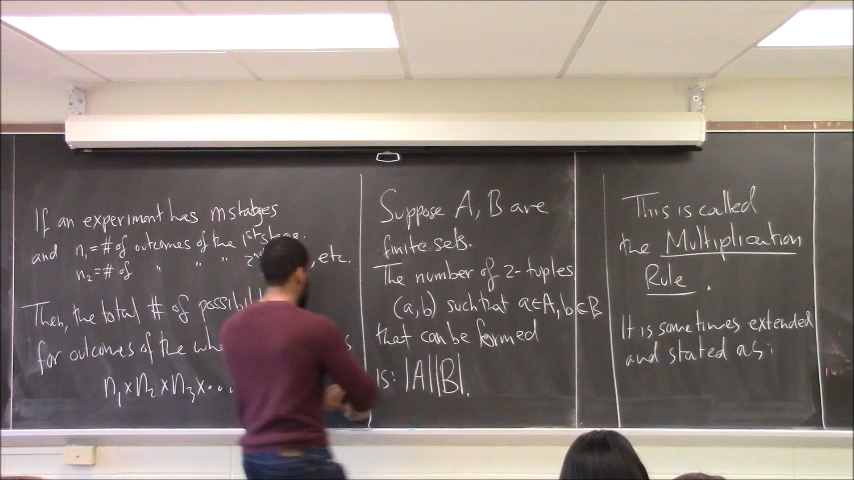 If an experiment has m stages
and n₁ = # of outcomes of the 1st stage.
n₂ = # of " " " 2nd , etc.
Then, the total # of
for outcomes of the
n₁ × n₂ × n₃ × ...
Suppose A, B are
finite sets.
The number of 2-tuples
(a,b) such that a∈A, b∈B
that can be formed
is: |A||B|.
This is called
the Multiplication
Rule.
It is sometimes extended
and stated as: